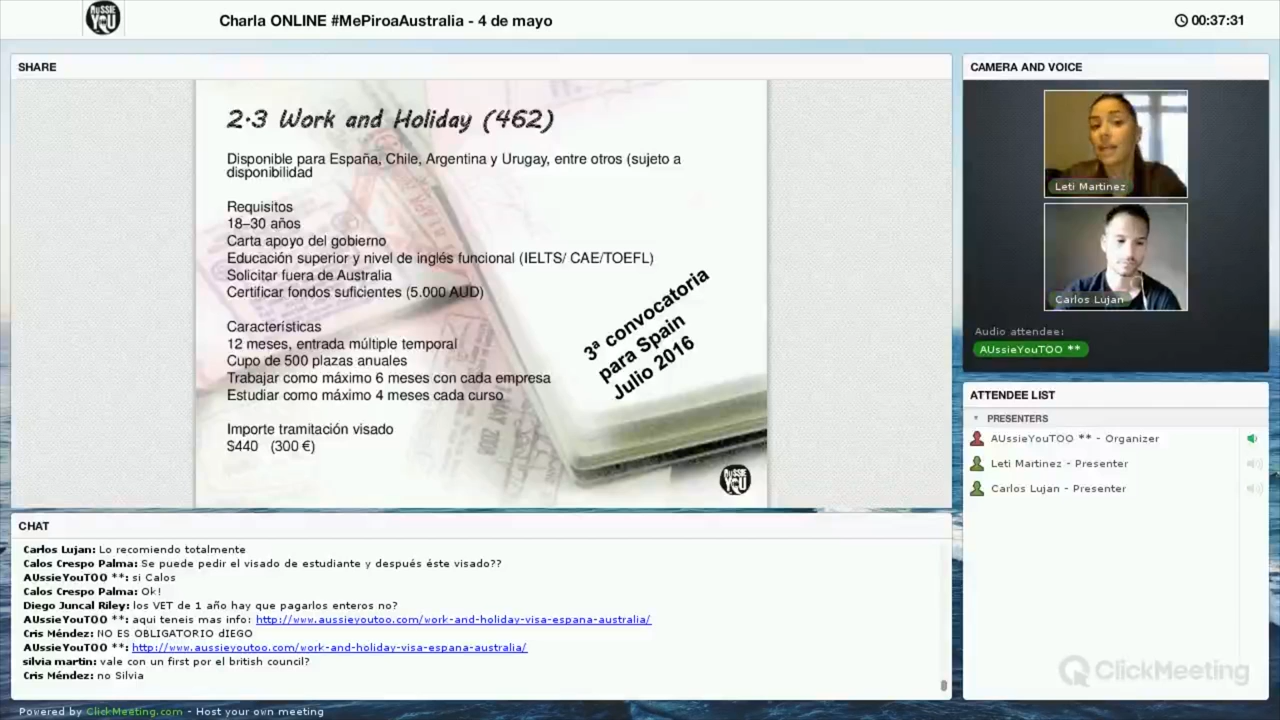 AUSSIE YOU
Charla ONLINE #MePiroaAustralia - 4 de mayo
00:37:31
SHARE
2.3 Work and Holiday (462)
Disponible para España, Chile, Argentina y Urugay, entre otros (sujeto a
disponibilidad
Requisitos
18–30 años
Carta apoyo del gobierno
Educación superior y nivel de inglés funcional (IELTS/ CAE/TOEFL)
Solicitar fuera de Australia
Certificar fondos suficientes (5.000 AUD)
Características
12 meses, entrada múltiple temporal
Cupo de 500 plazas anuales
Trabajar como máximo 6 meses con cada empresa
Estudiar como máximo 4 meses cada curso
Importe tramitación visado
$440 (300 €)
3ª convocatoria
para Spain
Julio 2016
AUSSIE YOU
CAMERA AND VOICE
Leti Martinez
Carlos Lujan
Audio attendee:
AUssieYouTOO **
ATTENDEE LIST
PRESENTERS
AUssieYouTOO ** - Organizer
Leti Martinez - Presenter
Carlos Lujan - Presenter
ClickMeeting
CHAT
Carlos Lujan: Lo recomiendo totalmente
Calos Crespo Palma: Se puede pedir el visado de estudiante y después éste visado??
AUssieYouTOO **: si Calos
Calos Crespo Palma: Ok!
Diego Juncal Riley: los VET de 1 año hay que pagarlos enteros no?
AUssieYouTOO **: aqui teneis mas info: http://www.aussieyoutoo.com/work-and-holiday-visa-espana-australia/
Cris Méndez: NO ES OBLIGATORIO dIEGO
AUssieYouTOO **: http://www.aussieyoutoo.com/work-and-holiday-visa-espana-australia/
silvia martin: vale con un first por el british council?
Cris Méndez: no Silvia
Powered by ClickMeeting.com - Host your own meeting